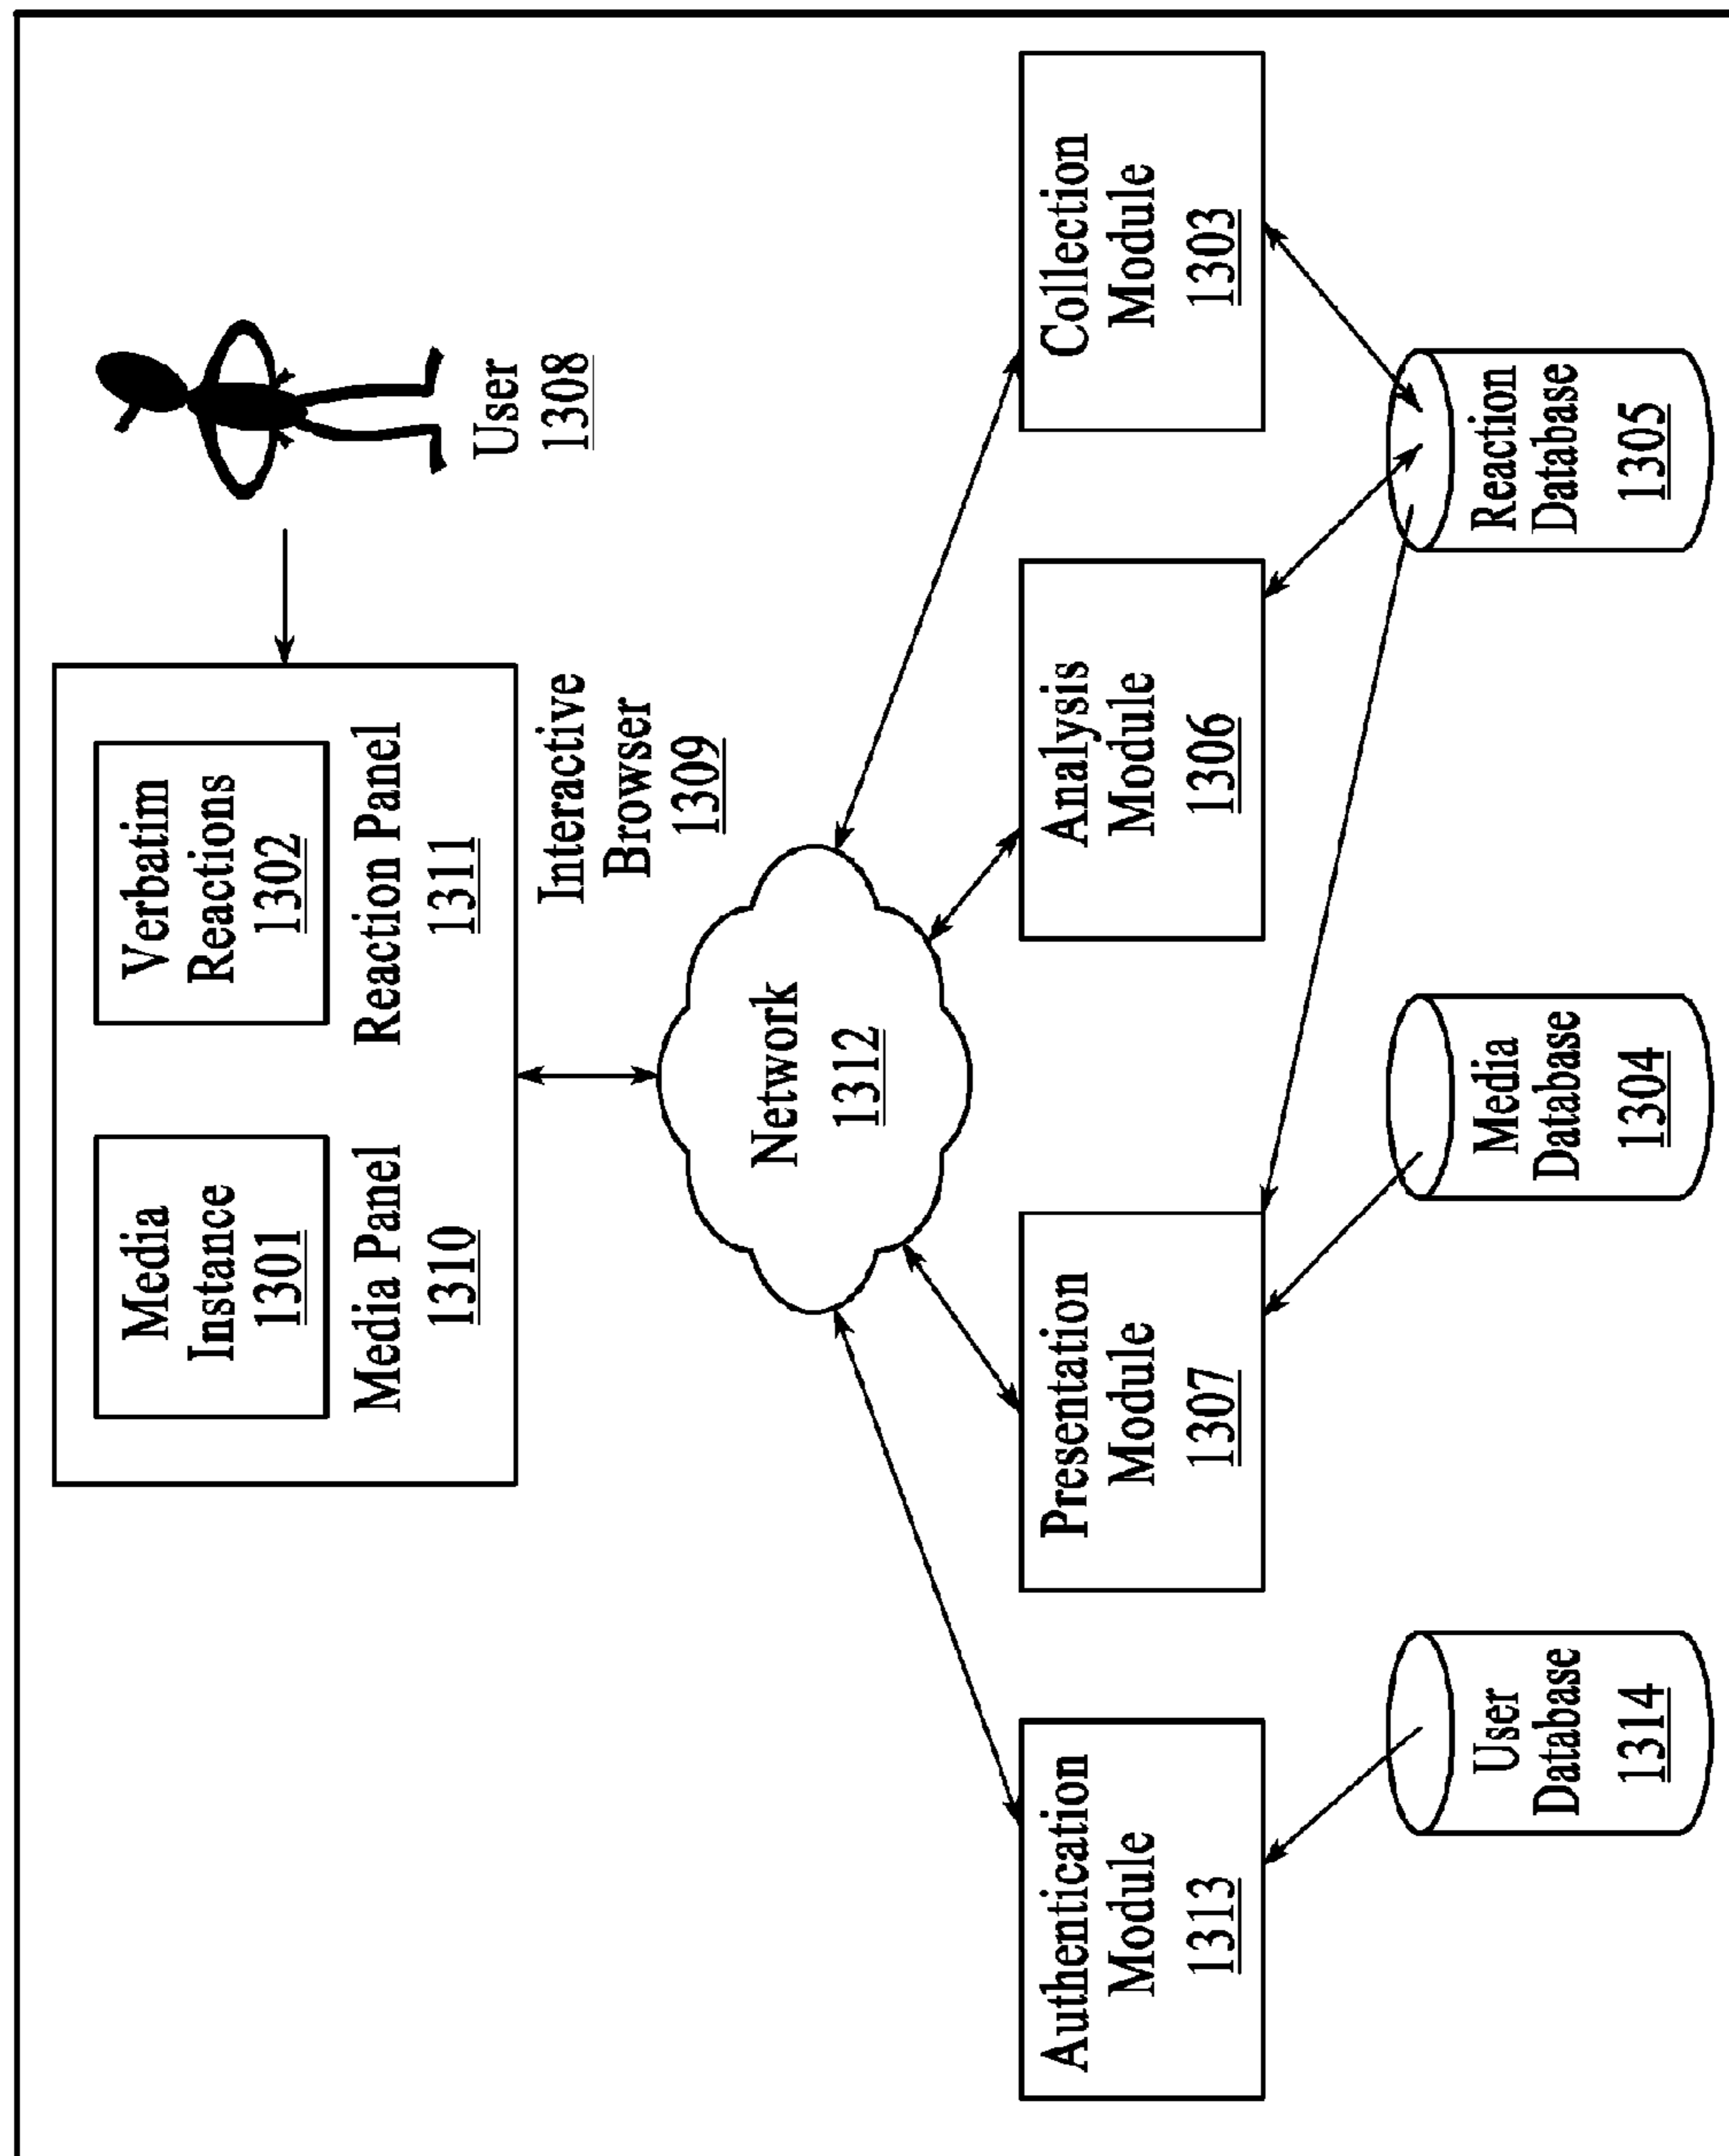 Media
Instance
1301
Media Panel
1310
Verbatim
Reactions
1302
Reaction Panel
1311
Interactive
Browser
1309
User
1308
Network
1312
Authentication
Module
1313
Presentation
Module
1307
Analysis
Module
1306
Collection
Module
1303
User
Database
1314
Media
Database
1304
Reaction
Database
1305